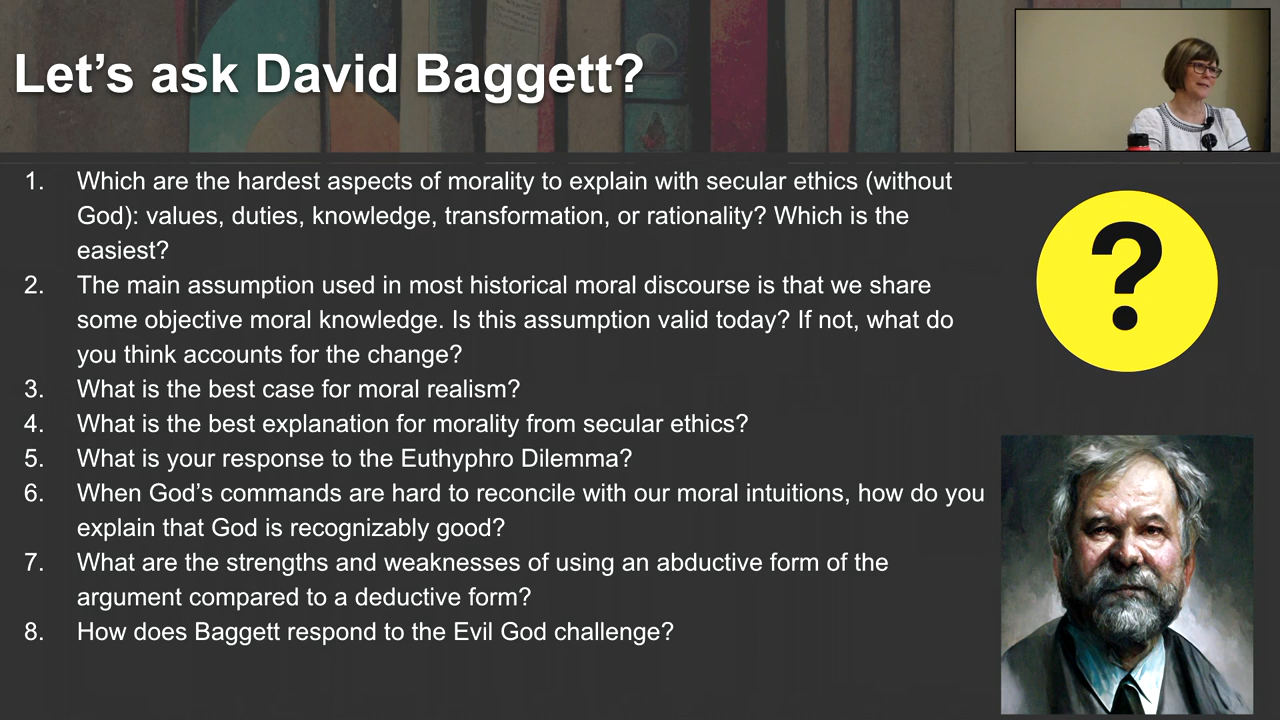 Let's ask David Baggett?
1. Which are the hardest aspects of morality to explain with secular ethics (without
God): values, duties, knowledge, transformation, or rationality? Which is the
easiest?
2. The main assumption used in most historical moral discourse is that we share
some objective moral knowledge. Is this assumption valid today? If not, what do
you think accounts for the change?
3. What is the best case for moral realism?
4. What is the best explanation for morality from secular ethics?
5. What is your response to the Euthyphro Dilemma?
6. When God's commands are hard to reconcile with our moral intuitions, how do you
explain that God is recognizably good?
7. What are the strengths and weaknesses of using an abductive form of the
argument compared to a deductive form?
8. How does Baggett respond to the Evil God challenge?
?